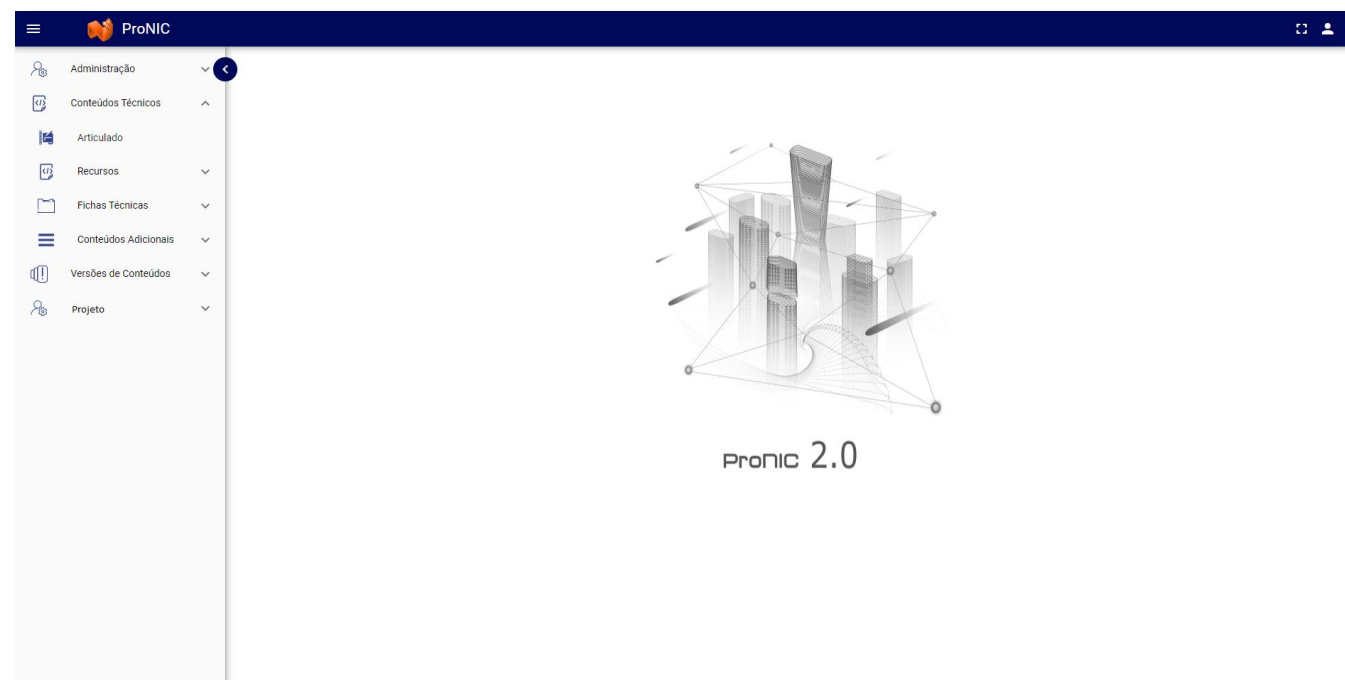 ProNIC
Administração
Conteúdos Técnicos
Articulado
Recursos
Fichas Técnicas
Conteúdos Adicionais
Versões de Conteúdos
Projeto
ProNIC 2.0